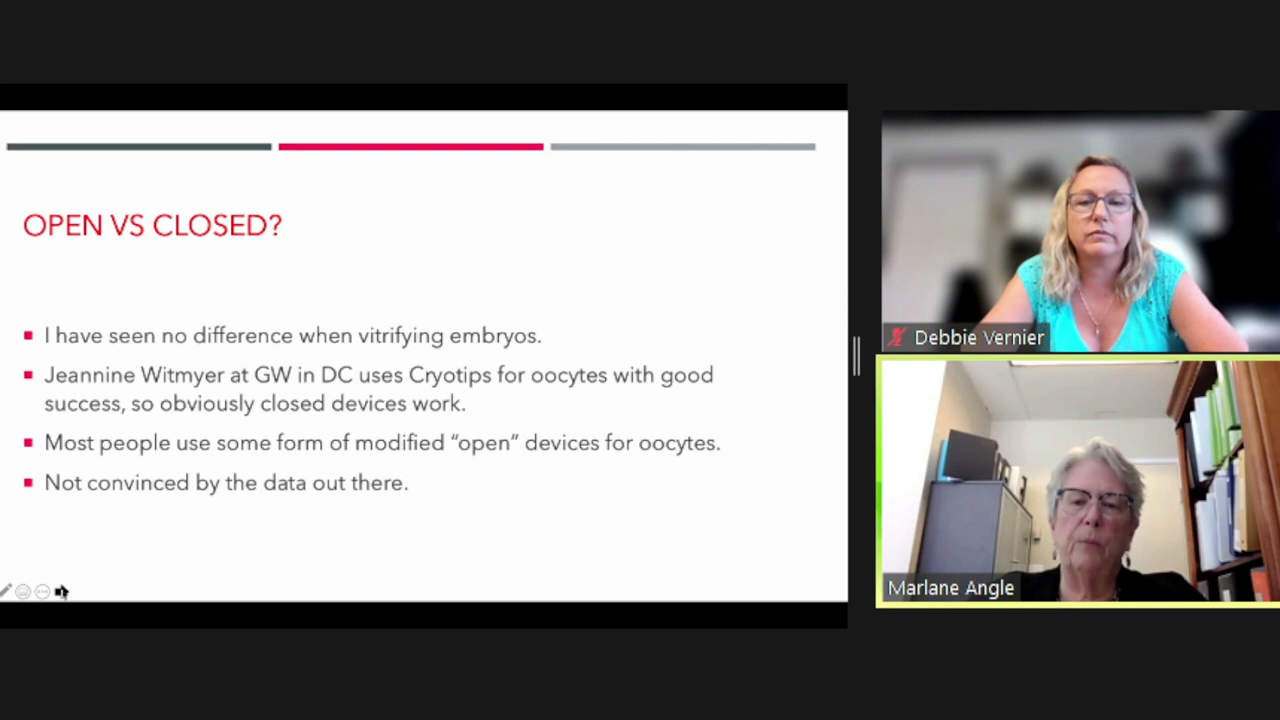 OPEN VS CLOSED?
I have seen no difference when vitrifying embryos.
Jeannine Witmyer at GW in DC uses Cryotips for oocytes with good
success, so obviously closed devices work.
Most people use some form of modified “open” devices for oocytes.
Not convinced by the data out there.
Debbie Vernier
Marlane Angle